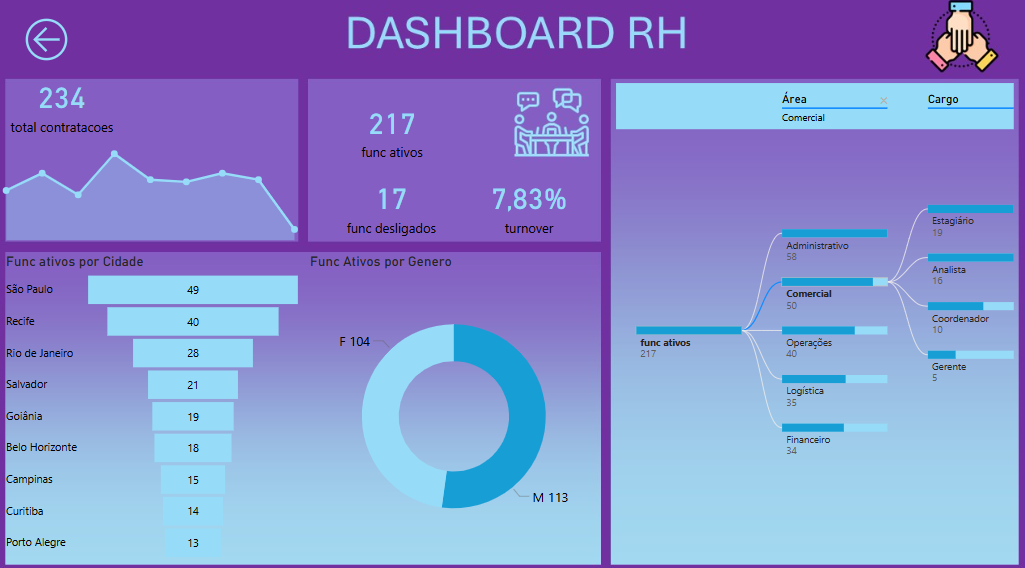 DASHBOARD RH
234
total contratacoes
217
func ativos
17
func desligados
7,83%
turnover
Func ativos por Cidade
São Paulo 49
Recife 40
Rio de Janeiro 28
Salvador 21
Goiânia 19
Belo Horizonte 18
Campinas 15
Curitiba 14
Porto Alegre 13
Func Ativos por Genero
F 104
M 113
Área
Comercial
Cargo
func ativos
217
Administrativo
58
Comercial
50
Operações
40
Logística
35
Financeiro
34
Estagiário
19
Analista
16
Coordenador
10
Gerente
5